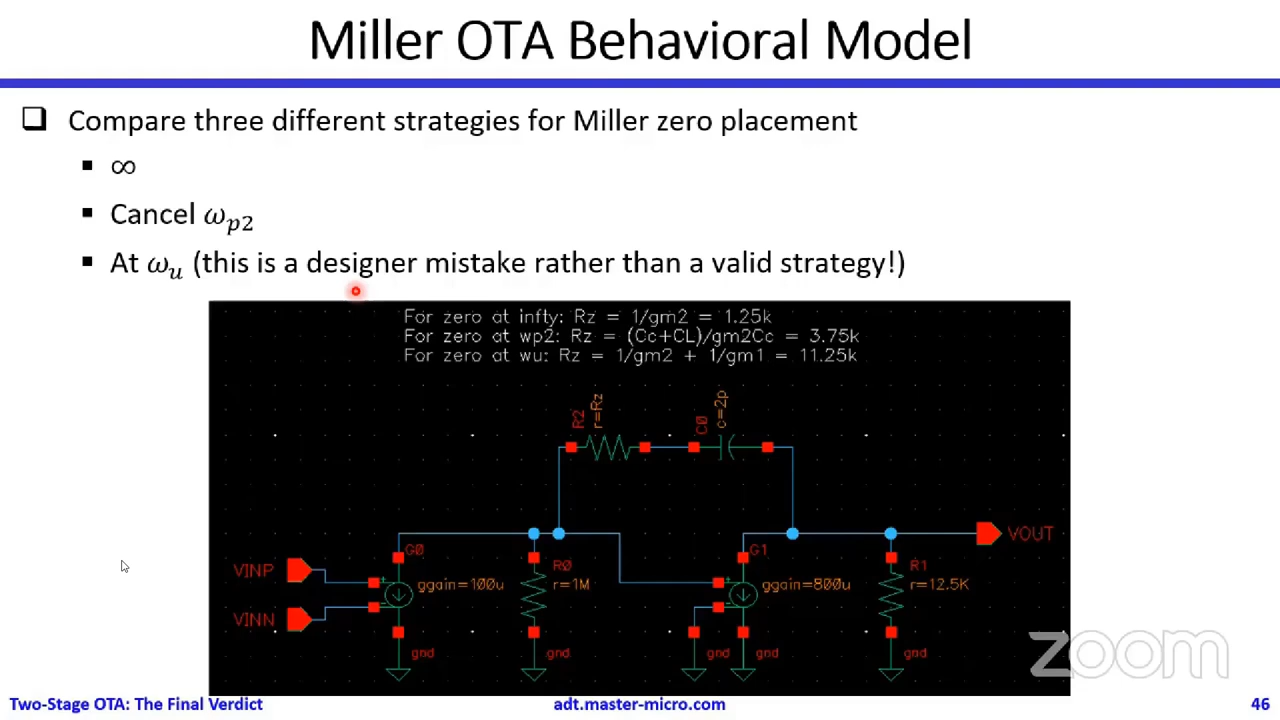 Miller OTA Behavioral Model
❑ Compare three different strategies for Miller zero placement
▪ ∞
▪ Cancel ω_p2
▪ At ω_u (this is a designer mistake rather than a valid strategy!)
For zero at infty: Rz = 1/gm2 = 1.25k
For zero at wp2: Rz = (Cc+CL)/gm2Cc = 3.75k
For zero at wu: Rz = 1/gm2 + 1/gm1 = 11.25k
R2
r=Rz
C0
c=2p
VOUT
G0
G1
VINP
ggain=100u
R0
r=1M
ggain=800u
R1
r=12.5K
VINN
gnd
gnd
gnd
gnd
gnd
zoom
Two-Stage OTA: The Final Verdict
adt.master-micro.com
46